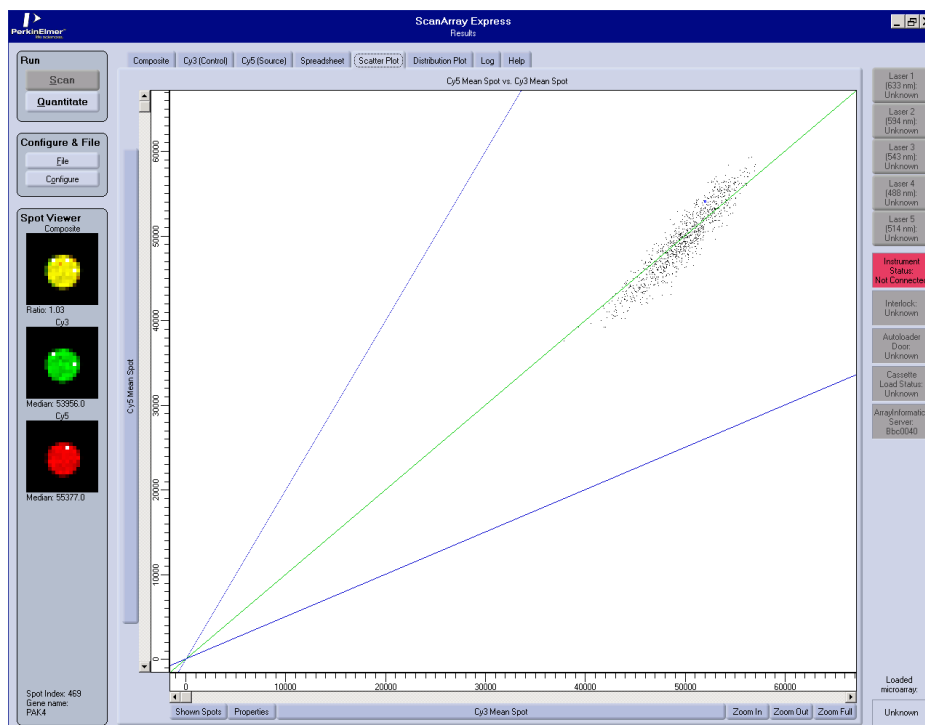 PerkinElmer™
life sciences
ScanArray Express
Results
Run
Scan
Quantitate
Configure & File
File
Configure
Spot Viewer
Composite
Ratio: 1.03
Cy3
Median: 53956.0
Cy5
Median: 55377.0
Spot Index: 469
Gene name:
PAK4
Composite
Cy3 (Control)
Cy5 (Source)
Spreadsheet
Scatter Plot
Distribution Plot
Log
Help
Cy5 Mean Spot vs. Cy3 Mean Spot
Cy5 Mean Spot
60000
50000
40000
30000
20000
10000
0
0
10000
20000
30000
40000
50000
60000
Shown Spots
Properties
Cy3 Mean Spot
Zoom In
Zoom Out
Zoom Full
Laser 1
(633 nm):
Unknown
Laser 2
(594 nm):
Unknown
Laser 3
(543 nm):
Unknown
Laser 4
(488 nm):
Unknown
Laser 5
(514 nm):
Unknown
Instrument
Status:
Not Connected
Interlock:
Unknown
Autoloader
Door:
Unknown
Cassette
Load Status:
Unknown
ArrayInformatic
Server:
Bbc0040
Loaded
microarray:
Unknown